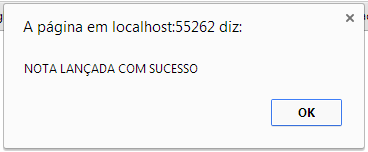 A página em localhost:55262 diz:
NOTA LANÇADA COM SUCESSO
OK